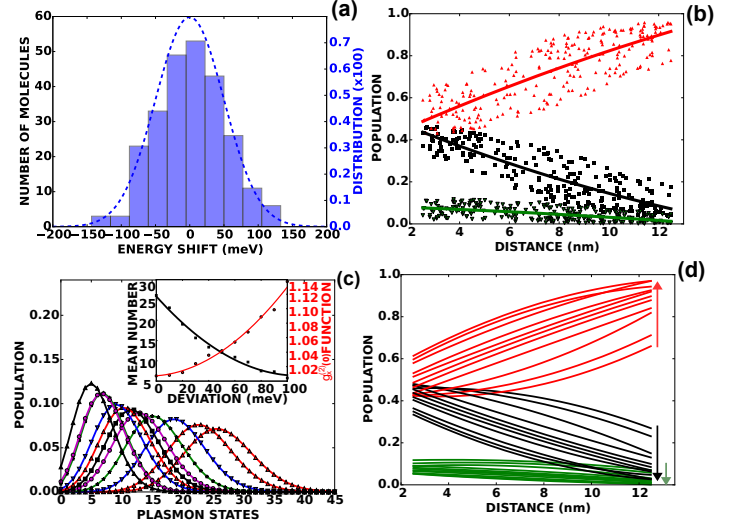 (a)
60
50
40
30
20
10
0
NUMBER OF MOLECULES
−200 −150 −100 −50 0 50 100 150 200
ENERGY SHIFT (meV)
0.7
0.6
0.5
0.4
0.3
0.2
0.1
0.0
DISTRIBUTION (x100)
(b)
1.0
0.8
0.6
0.4
0.2
0.0
POPULATION
2 4 6 8 10 12
DISTANCE (nm)
(c)
0.20
0.15
0.10
0.05
0.00
POPULATION
0 5 10 15 20 25 30 35 40 45
PLASMON STATES
30
25
20
15
10
5
MEAN NUMBER
0 20 40 60 80 100
DEVIATION (meV)
1.14
1.12
1.10
1.08
1.06
1.04
1.02
g⁽²⁾(0) FUNCTION
(d)
1.0
0.8
0.6
0.4
0.2
0.0
POPULATION
2 4 6 8 10 12
DISTANCE (nm)